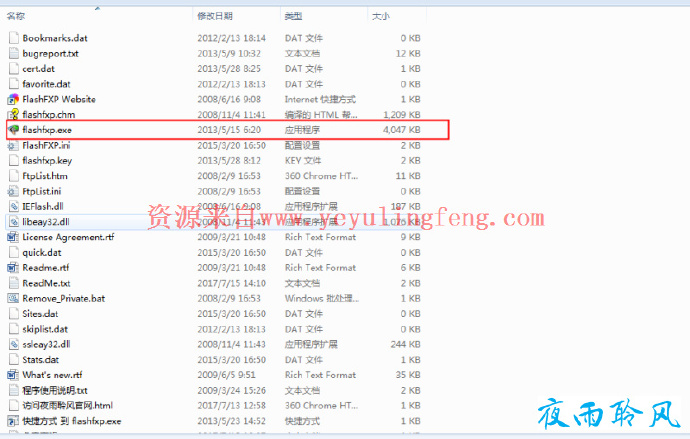 名称 修改日期 类型 大小
Bookmarks.dat 2012/2/13 18:14 DAT 文件 0 KB
bugreport.txt 2013/5/9 10:32 文本文档 12 KB
cert.dat 2013/5/28 8:25 DAT 文件 1 KB
favorite.dat 2012/2/13 18:13 DAT 文件 0 KB
FlashFXP Website 2008/6/16 9:08 Internet 快捷方式 1 KB
flashfxp.chm 2008/11/4 11:41 编译的 HTML 帮... 1,209 KB
flashfxp.exe 2013/5/15 6:20 应用程序 4,047 KB
FlashFXP.ini 2015/3/20 16:50 配置设置 2 KB
flashfxp.key 2013/5/28 8:12 KEY 文件 1 KB
FtpList.htm 2008/2/9 16:53 360 Chrome HT... 11 KB
FtpList.ini 2008/2/9 16:53 配置设置 0 KB
IEFlash.dll 2008/6/16 9:08 应用程序扩展 187 KB
资源来自www.yeyulingfeng.com
libeay32.dll 2008/11/4 11:43 应用程序扩展 1,076 KB
License Agreement.rtf 2009/3/21 10:48 Rich Text Format 9 KB
quick.dat 2015/3/20 16:50 DAT 文件 0 KB
Readme.rtf 2009/3/21 10:48 Rich Text Format 6 KB
ReadMe.txt 2017/7/15 14:10 文本文档 2 KB
Remove_Private.bat 2008/2/9 16:53 Windows 批处理... 1 KB
Sites.dat 2015/3/20 16:50 DAT 文件 0 KB
skiplist.dat 2012/2/13 18:13 DAT 文件 0 KB
ssleay32.dll 2008/11/4 11:43 应用程序扩展 244 KB
Stats.dat 2015/3/20 16:50 DAT 文件 1 KB
What's new.rtf 2009/6/5 9:51 Rich Text Format 35 KB
程序使用说明.txt 2009/3/24 15:26 文本文档 2 KB
访问夜雨聆风官网.html 2017/7/13 12:58 360 Chrome HT... 1 KB
快捷方式 到 flashfxp.exe 2013/5/23 14:52 快捷方式 1 KB
夜雨聆风